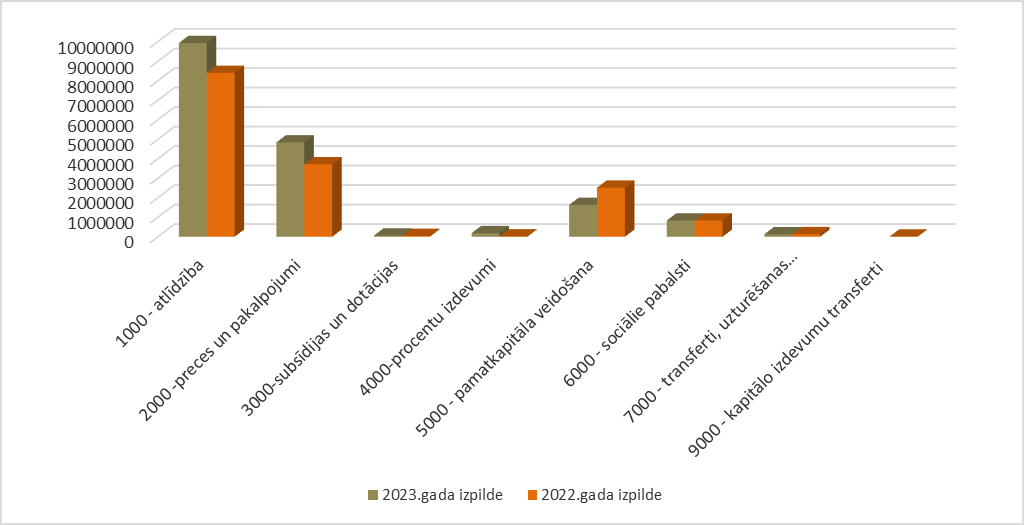 10000000
9000000
8000000
7000000
6000000
5000000
4000000
3000000
2000000
1000000
0
1000 - atlīdzība
2000 -preces un pakalpojumi
3000-subsīdijas un dotācijas
4000-procentu izdevumi
5000 - pamatkapitāla veidošana
6000 - sociālie pabalsti
7000 - transferti, uzturēšanas...
9000 - kapitālo izdevumu transferti
2023.gada izpilde
2022.gada izpilde